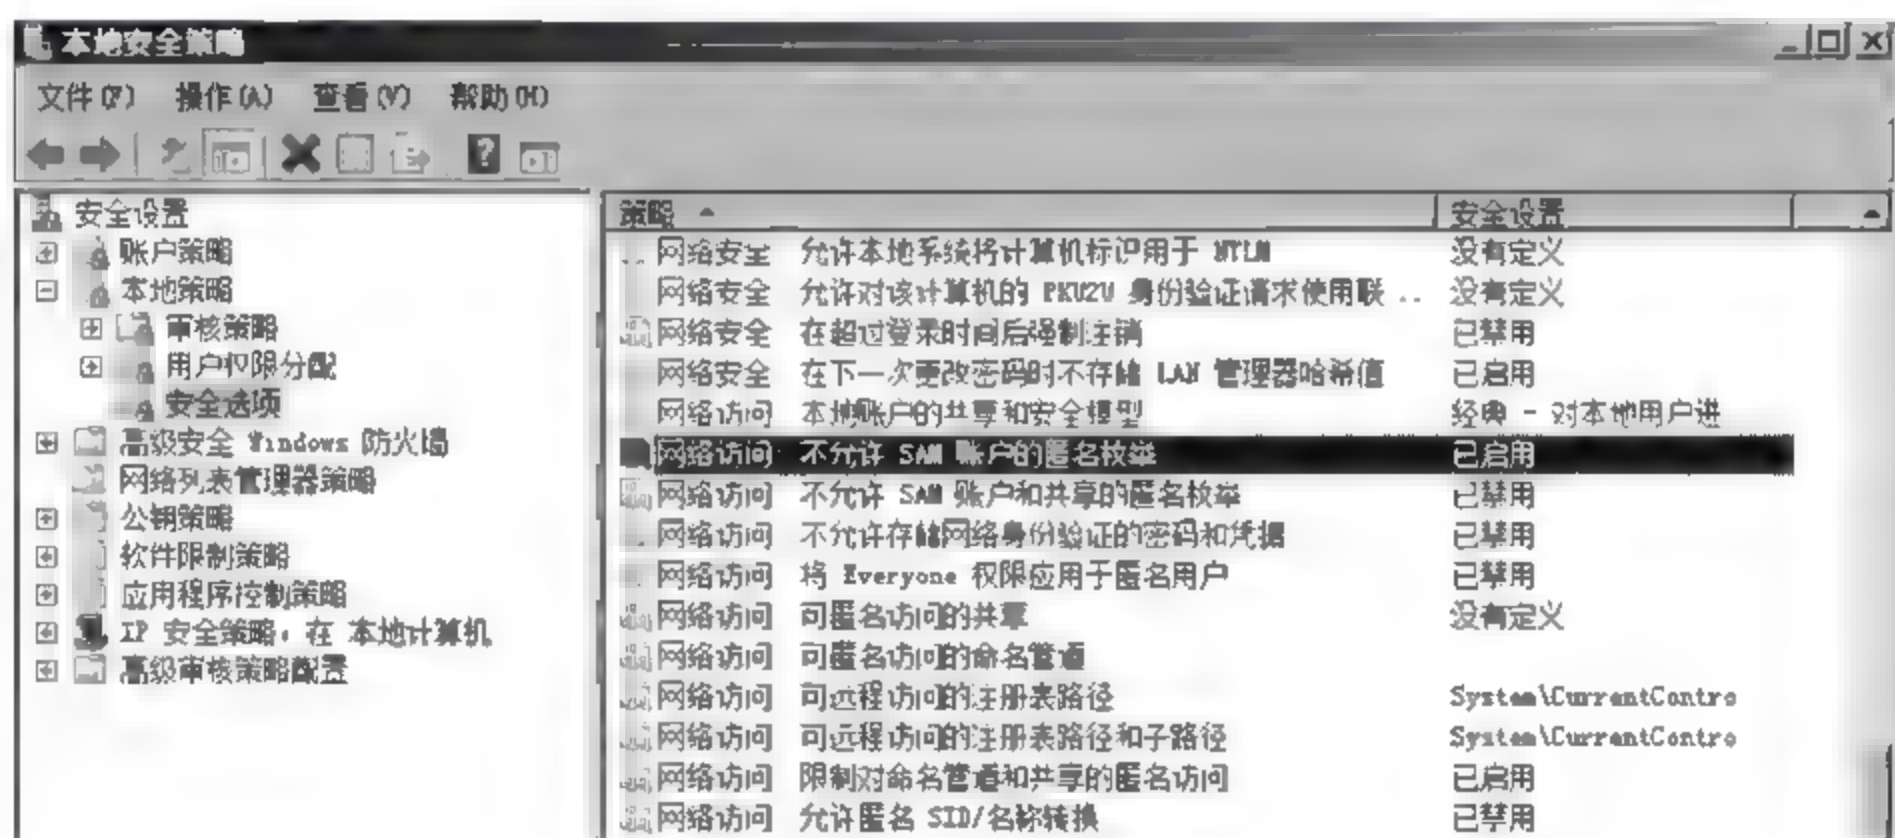 本地安全策略
文件(F) 操作(A) 查看(V) 帮助(H)
安全设置
账户策略
本地策略
审核策略
用户权限分配
安全选项
高级安全 Windows 防火墙
网络列表管理器策略
公钥策略
软件限制策略
应用程序控制策略
IP 安全策略，在 本地计算机
高级审核策略配置
策略 安全设置
网络安全 允许本地系统将计算机标识用于 NTLM 没有定义
网络安全 允许对该计算机的 PKU2U 身份验证请求使用联 .. 没有定义
网络安全 在超过登录时间后强制注销 已禁用
网络安全 在下一次更改密码时不存储 LAN 管理器哈希值 已启用
网络访问 本地账户的共享和安全模型 经典 - 对本地用户进
网络访问 不允许 SAM 账户的匿名枚举 已启用
网络访问 不允许 SAM 账户和共享的匿名枚举 已禁用
网络访问 不允许存储网络身份验证的密码和凭据 已禁用
网络访问 将 Everyone 权限应用于匿名用户 已禁用
网络访问 可匿名访问的共享 没有定义
网络访问 可匿名访问的命名管道
网络访问 可远程访问的注册表路径 System\CurrentContro
网络访问 可远程访问的注册表路径和子路径 System\CurrentContro
网络访问 限制对命名管道和共享的匿名访问 已启用
网络访问 允许匿名 SID/名称转换 已禁用